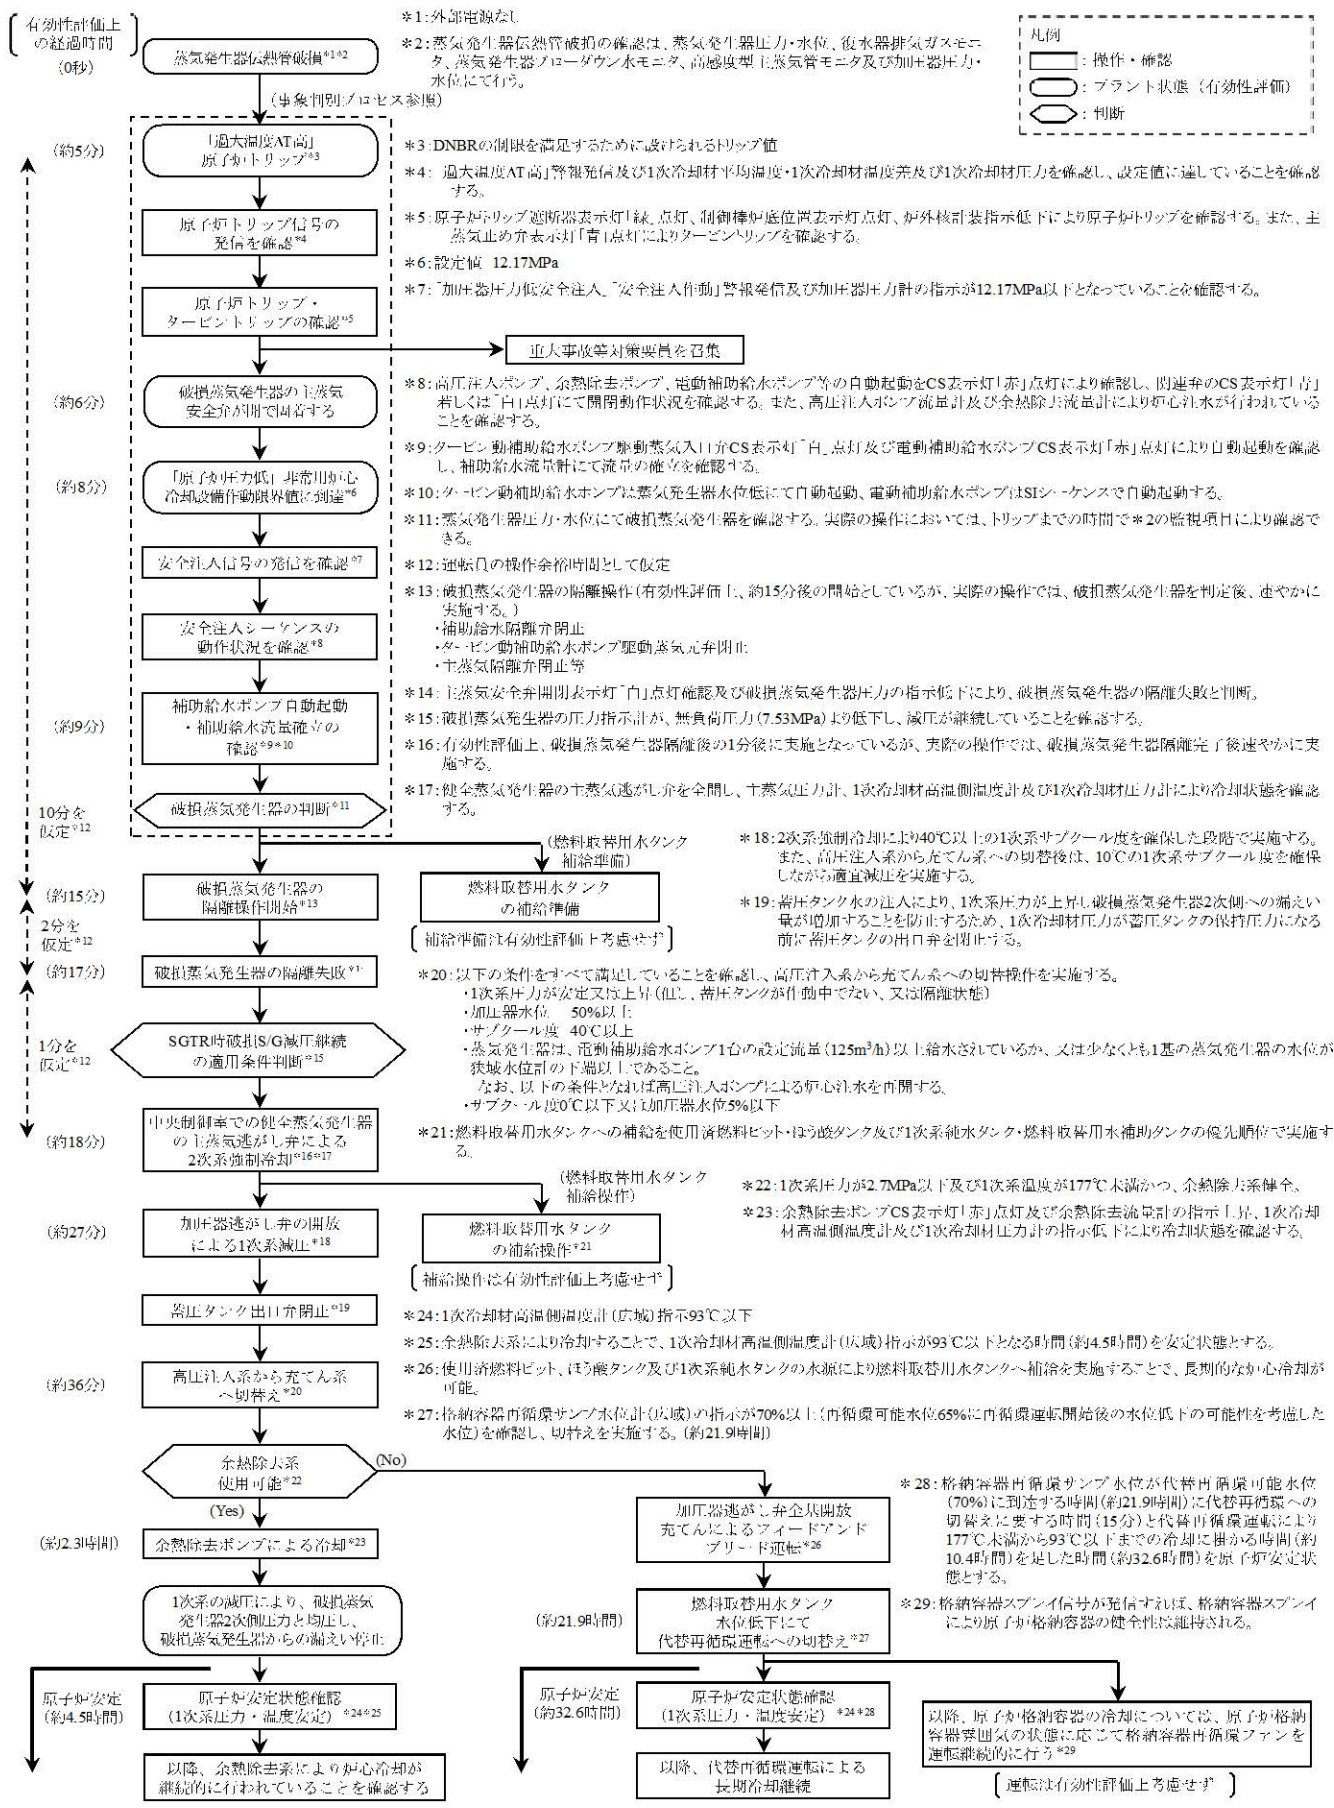 有効性評価上
の経過時間
(0秒)
蒸気発生器伝熱管破損*1*2
(事象判別プロセス参照)
*1:外部電源なし
*2:蒸気発生器伝熱管破損の確認は、蒸気発生器圧力・水位、復水器排気ガスモニ
タ、蒸気発生器ブローダウン水モニタ、高感度型主蒸気管モニタ及び加圧器圧力・
水位にて行う。
凡例
:操作・確認
:プラント状態(有効性評価)
:判断
(約5分)
「過大温度ΔT高」
原子炉トリップ*3
原子炉トリップ信号の
発信を確認*4
原子炉トリップ・
タービントリップの確認*5
重大事故等対策要員を召集
*3:DNBRの制限を満足するために設けられるトリップ値
*4:「過大温度ΔT高」警報発信及び1次冷却材平均温度・1次冷却材温度差及び1次冷却材圧力を確認し、設定値に達していることを確認
する。
*5:原子炉トリップ遮断器表示灯「緑」点灯、制御棒炉底位置表示灯点灯、炉外核計装指示低下により原子炉トリップを確認する。また、主
蒸気止め弁表示灯「青」点灯によりタービントリップを確認する。
*6:設定値 12.17MPa
*7:「加圧器圧力低安全注入」「安全注入作動」警報発信及び加圧器圧力計の指示が12.17MPa以下となっていることを確認する。
(約6分)
破損蒸気発生器の主蒸気
安全弁が開で固着する
(約8分)
「原子炉圧力低」非常用炉心
冷却設備作動限界値に到達*6
安全注入信号の発信を確認*7
安全注入シーケンスの
動作状況を確認*8
(約9分)
補助給水ポンプ自動起動
・補助給水流量確立の
確認*9*10
破損蒸気発生器の判断*11
*8:高圧注入ポンプ、余熱除去ポンプ、電動補助給水ポンプ等の自動起動をCS表示灯「赤」点灯により確認し、関連弁のCS表示灯「青」
若しくは「白」点灯にて開閉動作状況を確認する。また、高圧注入ポンプ流量計及び余熱除去流量計により炉心注水が行われている
ことを確認する。
*9:タービン動補助給水ポンプ駆動蒸気入口弁CS表示灯「白」点灯及び電動補助給水ポンプCS表示灯「赤」点灯により自動起動を確認
し、補助給水流量計にて流量の確立を確認する。
*10:タービン動補助給水ポンプは蒸気発生器水位低にて自動起動、電動補助給水ポンプはSIシーケンスで自動起動する。
*11:蒸気発生器圧力・水位にて破損蒸気発生器を確認する。実際の操作においては、トリップまでの時間で*2の監視項目により確認で
きる。
*12:運転員の操作余裕時間として仮定
*13:破損蒸気発生器の隔離操作(有効性評価上、約15分後の開始としているが、実際の操作では、破損蒸気発生器を判定後、速やかに
実施する。)
・補助給水隔離弁閉止
・タービン動補助給水ポンプ駆動蒸気元弁閉止
・主蒸気隔離弁閉止等
*14:主蒸気安全弁開閉表示灯「白」点灯確認及び破損蒸気発生器圧力の指示低下により、破損蒸気発生器の隔離失敗と判断。
*15:破損蒸気発生器の圧力指示計が、無負荷圧力(7.53MPa)より低下し、減圧が継続していることを確認する。
*16:有効性評価上、破損蒸気発生器隔離後の1分後に実施となっているが、実際の操作では、破損蒸気発生器隔離完了後速やかに実
施する。
*17:健全蒸気発生器の主蒸気逃がし弁を全開し、主蒸気圧力計、1次冷却材高温側温度計及び1次冷却材圧力計により冷却状態を確認
する。
10分を
仮定*12
(燃料取替用水タンク
補給準備)
(約15分)
破損蒸気発生器の
隔離操作開始*13
燃料取替用水タンク
の補給準備
補給準備は有効性評価上考慮せず
*18:2次系強制冷却により40℃以上の1次系サブクール度を確保した段階で実施する。
また、高圧注入系から充てん系への切替後は、10℃の1次系サブクール度を確保
しながら適宜減圧を実施する。
*19:蓄圧タンク水の注入により、1次系圧力が上昇し破損蒸気発生器2次側への漏えい
量が増加することを防止するため、1次冷却材圧力が蓄圧タンクの保持圧力になる
前に蓄圧タンクの出口弁を閉止する。
2分を
仮定*12
(約17分)
破損蒸気発生器の隔離失敗*14
SGTR時破損S/G減圧継続
の適用条件判断*15
1分を
仮定*12
(約18分)
中央制御室での健全蒸気発生器
の主蒸気逃がし弁による
2次系強制冷却*16*17
*20:以下の条件をすべて満足していることを確認し、高圧注入系から充てん系への切替操作を実施する。
・1次系圧力が安定又は上昇(但し、蓄圧タンクが作動中でない、又は隔離状態)
・加圧器水位 50%以上
・サブクール度 40℃以上
・蒸気発生器は、電動補助給水ポンプ1台の設定流量(125m³/h)以上給水されているか、又は少なくとも1基の蒸気発生器の水位が
狭域水位計の下端以上であること。
なお、以下の条件となれば高圧注入ポンプによる炉心注水を再開する。
・サブクール度0℃以下又は加圧器水位5%以下
*21:燃料取替用水タンクへの補給を使用済燃料ピット・ほう酸タンク及び1次系純水タンク・燃料取替用水補助タンクの優先順位で実施す
る。
(燃料取替用水タンク
補給操作)
(約27分)
加圧器逃がし弁の開放
による1次系減圧*18
燃料取替用水タンク
の補給操作*21
補給操作は有効性評価上考慮せず
*22:1次系圧力が2.7MPa以下及び1次系温度が177℃未満かつ、余熱除去系健全。
*23:余熱除去ポンプCS表示灯「赤」点灯及び余熱除去流量計の指示上昇、1次冷却
材高温側温度計及び1次冷却材圧力計の指示低下により冷却状態を確認する。
蓄圧タンク出口弁閉止*19
(約36分)
高圧注入系から充てん系
へ切替え*20
*24:1次冷却材高温側温度計(広域)指示93℃以下
*25:余熱除去系により冷却することで、1次冷却材高温側温度計(広域)指示が93℃以下となる時間(約4.5時間)を安定状態とする。
*26:使用済燃料ピット、ほう酸タンク及び1次系純水タンクの水源により燃料取替用水タンクへ補給を実施することで、長期的な炉心冷却が
可能。
*27:格納容器再循環サンプ水位計(広域)の指示が70%以上(再循環可能水位65%に再循環運転開始後の水位低下の可能性を考慮した
水位)を確認し、切替えを実施する。(約21.9時間)
余熱除去系
使用可能*22
(No)
(Yes)
(約2.3時間)
余熱除去ポンプによる冷却*23
1次系の減圧により、破損蒸気
発生器2次側圧力と均圧し、
破損蒸気発生器からの漏えい停止
原子炉安定
(約4.5時間)
原子炉安定状態確認
(1次系圧力・温度安定)*24*25
以降、余熱除去系により炉心冷却が
継続的に行われていることを確認する
加圧器逃がし弁全基開放
充てんによるフィードアンド
ブリード運転*26
(約21.9時間)
燃料取替用水タンク
水位低下にて
代替再循環運転への切替え*27
原子炉安定
(約32.6時間)
原子炉安定状態確認
(1次系圧力・温度安定)*24*28
以降、代替再循環運転による
長期冷却継続
*28:格納容器再循環サンプ水位が代替再循環可能水位
(70%)に到達する時間(約21.9時間)に代替再循環への
切替えに要する時間(15分)と代替再循環運転により
177℃未満から93℃以下までの冷却に掛かる時間(約
10.4時間)を足した時間(約32.6時間)を原子炉安定状
態とする。
*29:格納容器スプレイ信号が発信すれば、格納容器スプレイ
により原子炉格納容器の健全性は維持される。
以降、原子炉格納容器の冷却については、原子炉格納
容器雰囲気の状態に応じて格納容器再循環ファンを
運転継続的に行う*29
運転は有効性評価上考慮せず